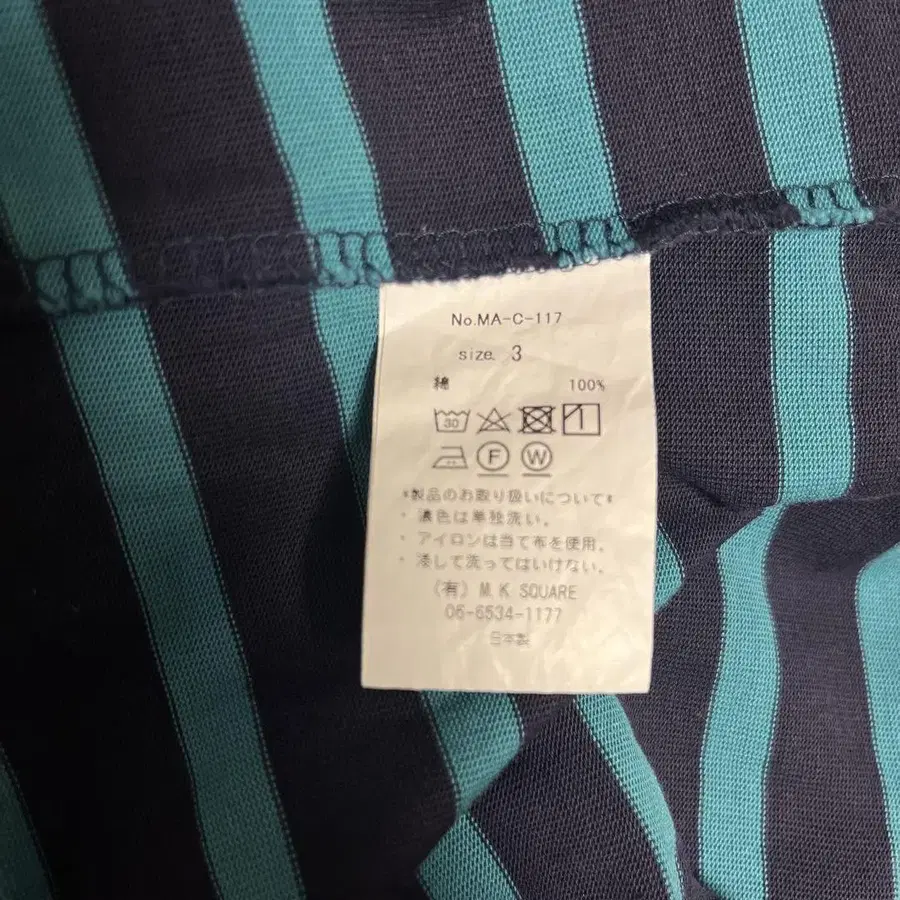 No.MA-C-117
size. 3
綿 100%
30
F W
*製品のお取り扱いについて*
・濃色は単独洗い。
・アイロンは当て布を使用。
・浸して洗ってはいけない。
(有) M.K SQUARE
06-6534-1177
日本製